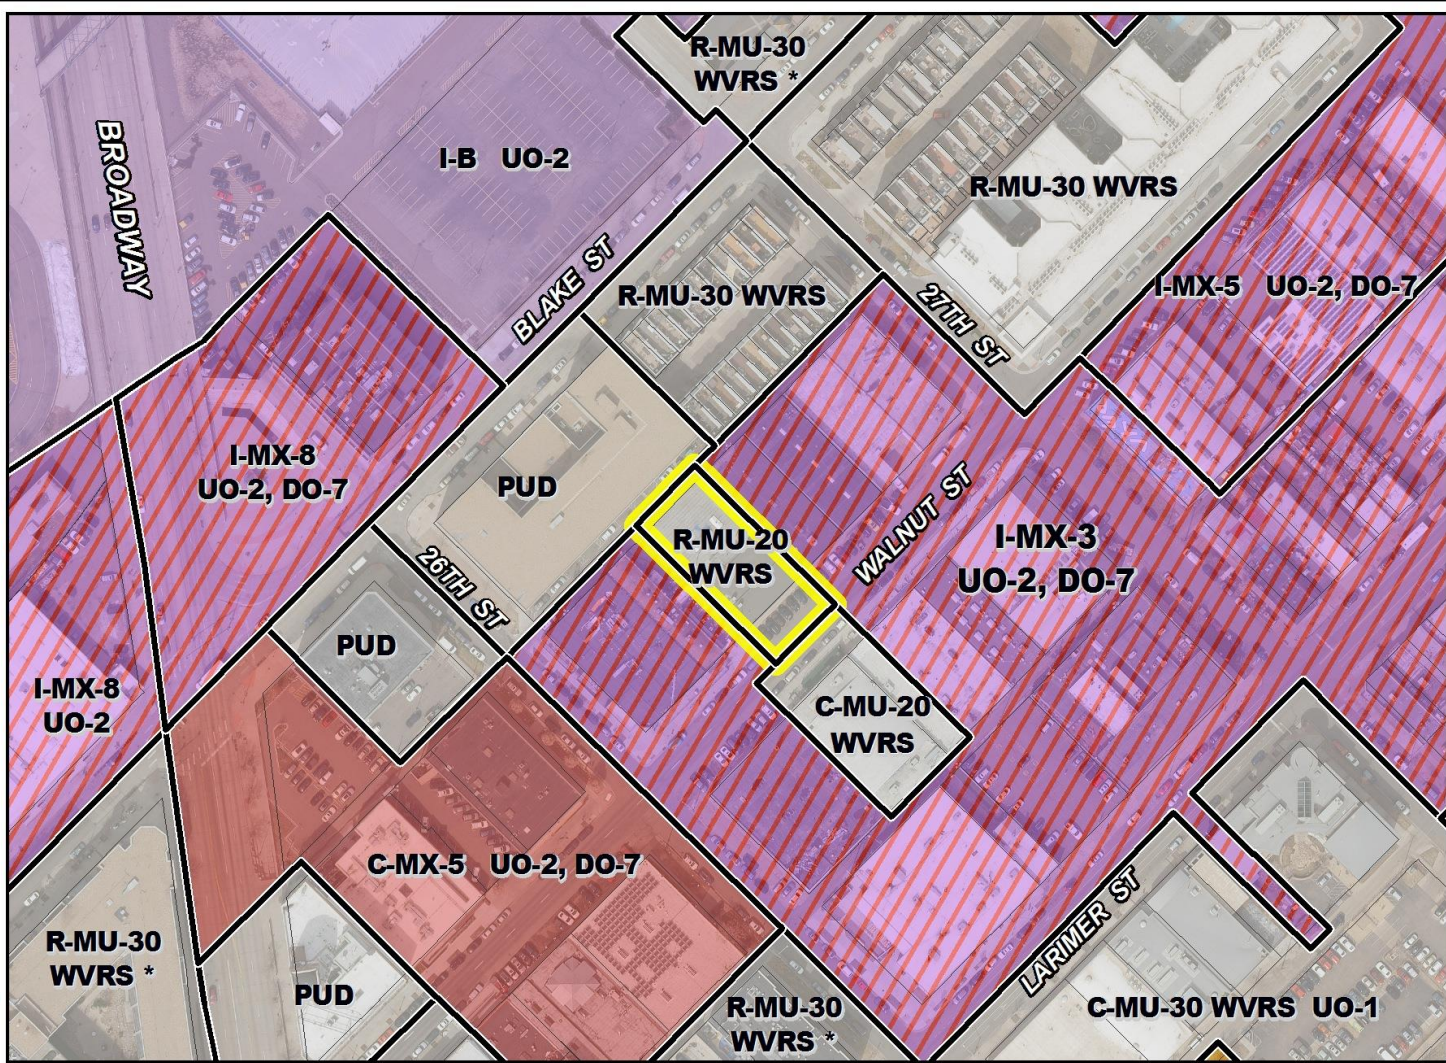 R-MU-30
WVRS *
BROADWAY
I-B UO-2
R-MU-30 WVRS
BLAKE ST
R-MU-30 WVRS
27TH ST
I-MX-5 UO-2, DO-7
I-MX-8
UO-2, DO-7
PUD
R-MU-20
WVRS
WALNUT ST
I-MX-3
UO-2, DO-7
26TH ST
PUD
I-MX-8
UO-2
C-MU-20
WVRS
C-MX-5 UO-2, DO-7
LARIMER ST
R-MU-30
WVRS *
PUD
R-MU-30
WVRS *
C-MU-30 WVRS UO-1